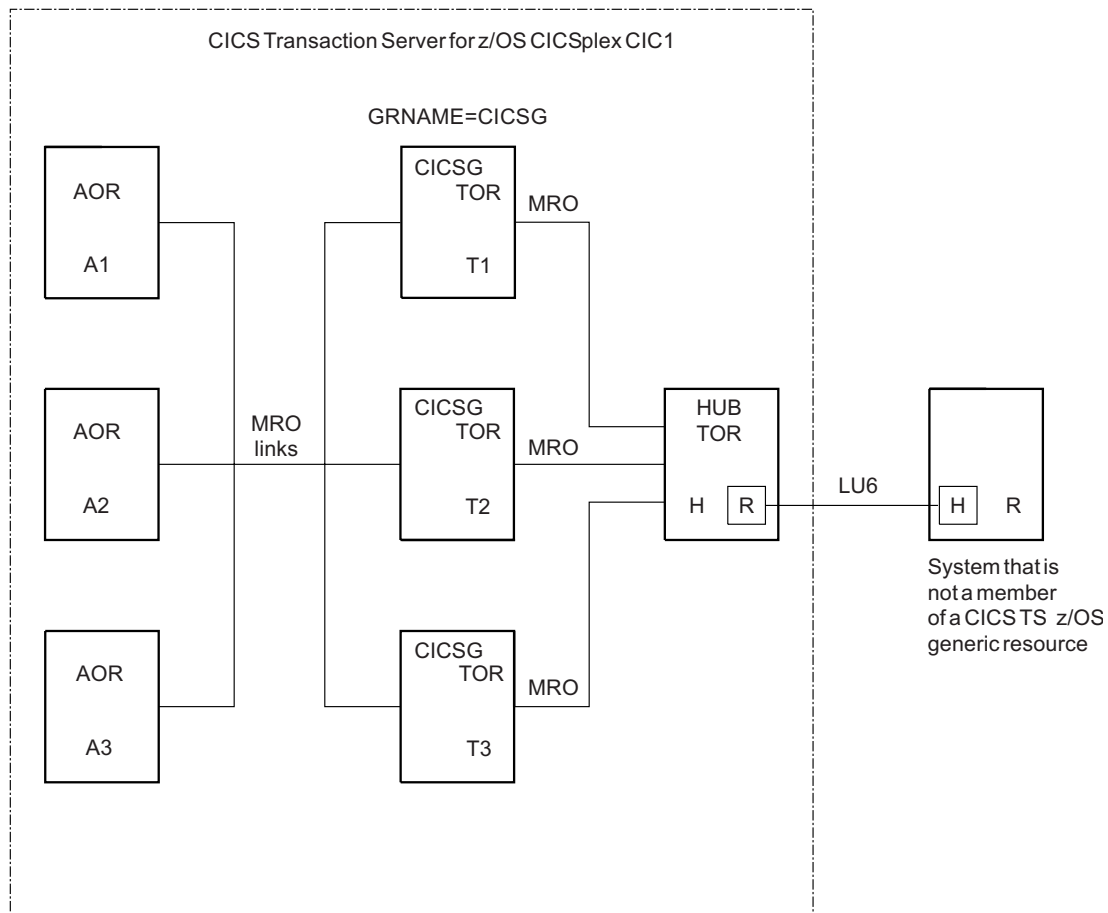 CICS Transaction Server for z/OS CICSplex CIC1
GRNAME=CICSG
AOR
A1
CICSG
TOR
T1
MRO
AOR
A2
MRO
links
CICSG
TOR
T2
MRO
HUB
TOR
H
R
LU6
H
R
System that is
not a member
of a CICS TS z/OS
generic resource
AOR
A3
CICSG
TOR
T3
MRO